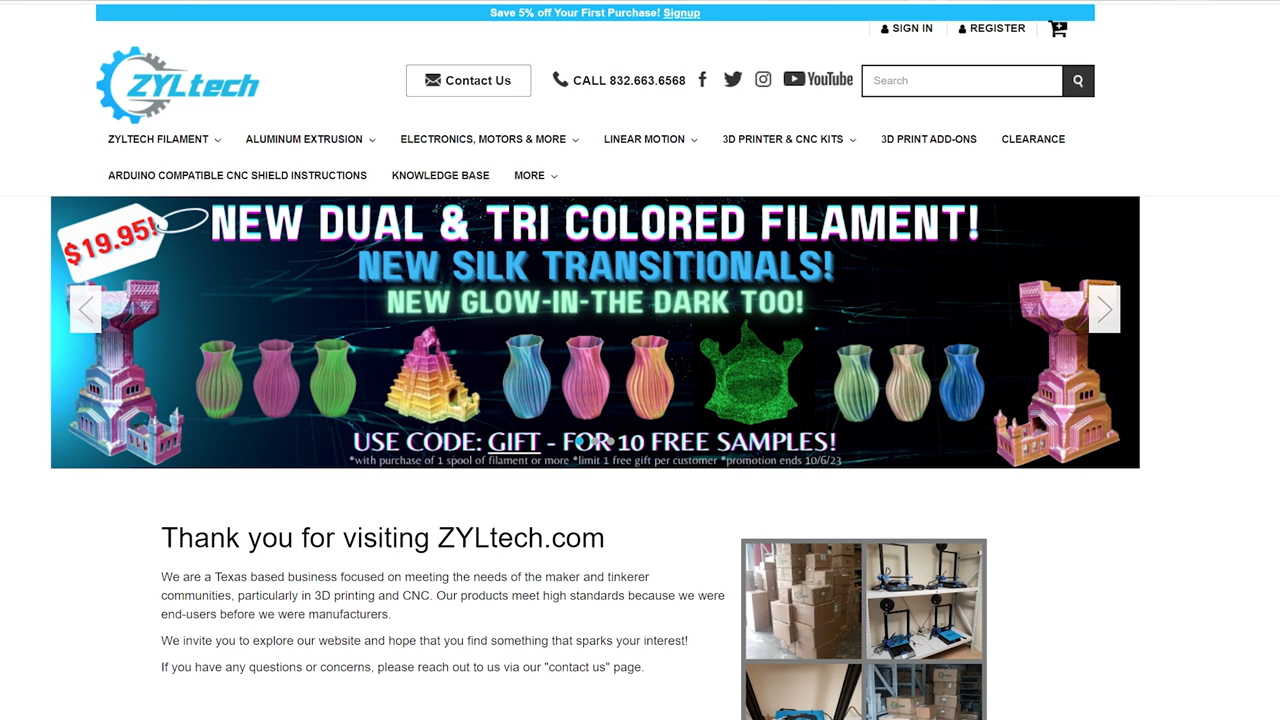 Save 5% off Your First Purchase! Signup
SIGN IN
REGISTER
ZYLtech
Contact Us
CALL 832.663.6568
YouTube
Search
ZYLTECH FILAMENT
ALUMINUM EXTRUSION
ELECTRONICS, MOTORS & MORE
LINEAR MOTION
3D PRINTER & CNC KITS
3D PRINT ADD-ONS
CLEARANCE
ARDUINO COMPATIBLE CNC SHIELD INSTRUCTIONS
KNOWLEDGE BASE
MORE
$19.95!
NEW DUAL & TRI COLORED FILAMENT!
NEW SILK TRANSITIONALS!
NEW GLOW-IN-THE DARK TOO!
USE CODE: GIFT - FOR 10 FREE SAMPLES!
*with purchase of 1 spool of filament or more *limit 1 free gift per customer *promotion ends 10/6/23
Thank you for visiting ZYLtech.com
We are a Texas based business focused on meeting the needs of the maker and tinkerer
communities, particularly in 3D printing and CNC. Our products meet high standards because we were
end-users before we were manufacturers.
We invite you to explore our website and hope that you find something that sparks your interest!
If you have any questions or concerns, please reach out to us via our "contact us" page.